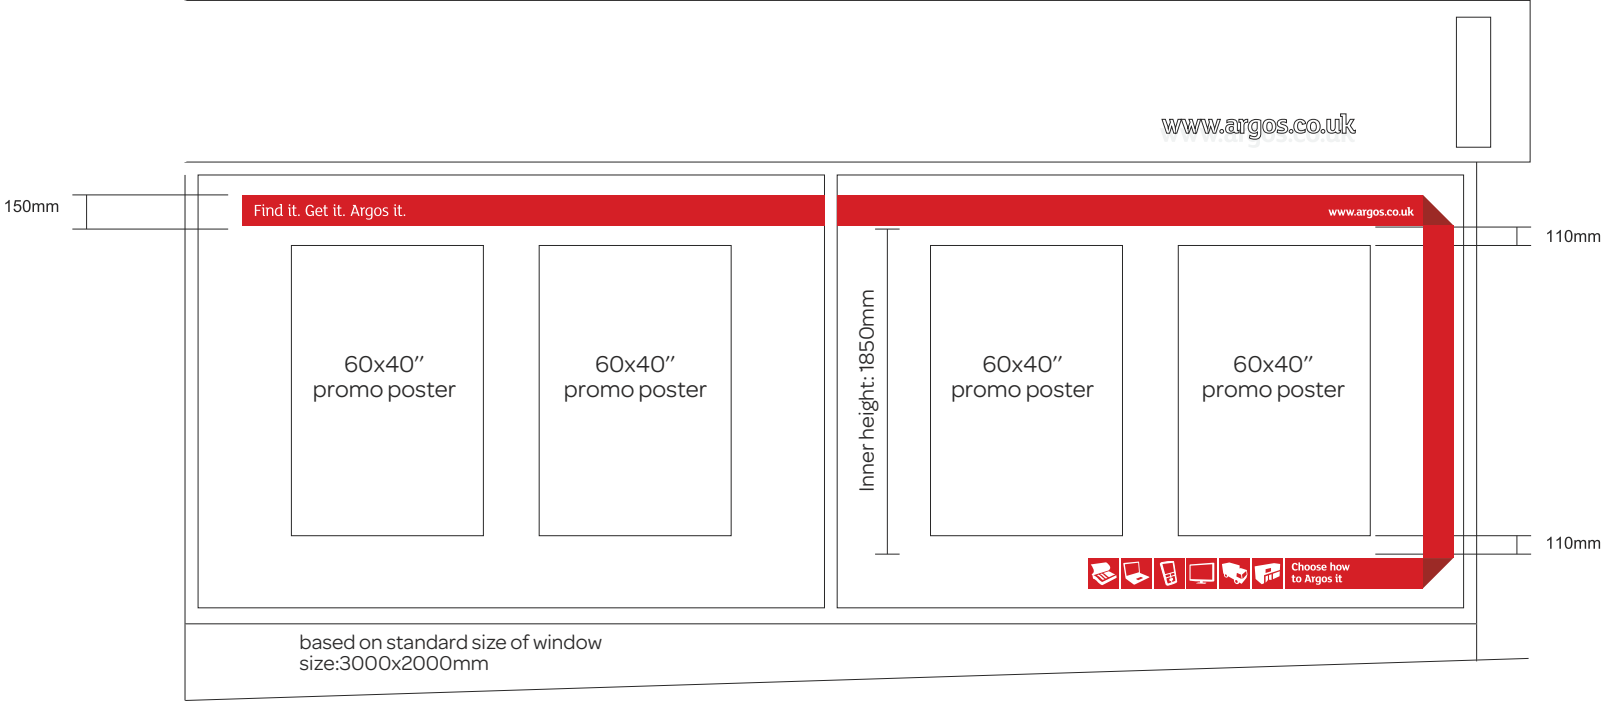 www.argos.co.uk
150mm
Find it. Get it. Argos it.
www.argos.co.uk
110mm
Inner height: 1850mm
60x40’’
promo poster
60x40’’
promo poster
60x40’’
promo poster
60x40’’
promo poster
110mm
Choose how
to Argos it
based on standard size of window
size:3000x2000mm